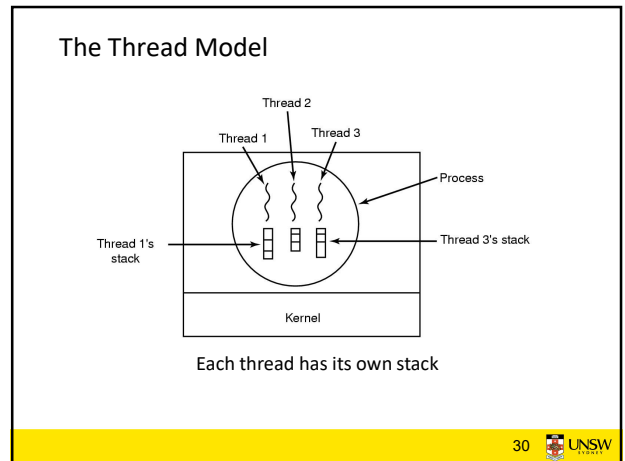 The Thread Model
Thread 2
Thread 1
Thread 3
Process
Thread 1's
stack
Thread 3's stack
Kernel
Each thread has its own stack
30
UNSW
SYDNEY